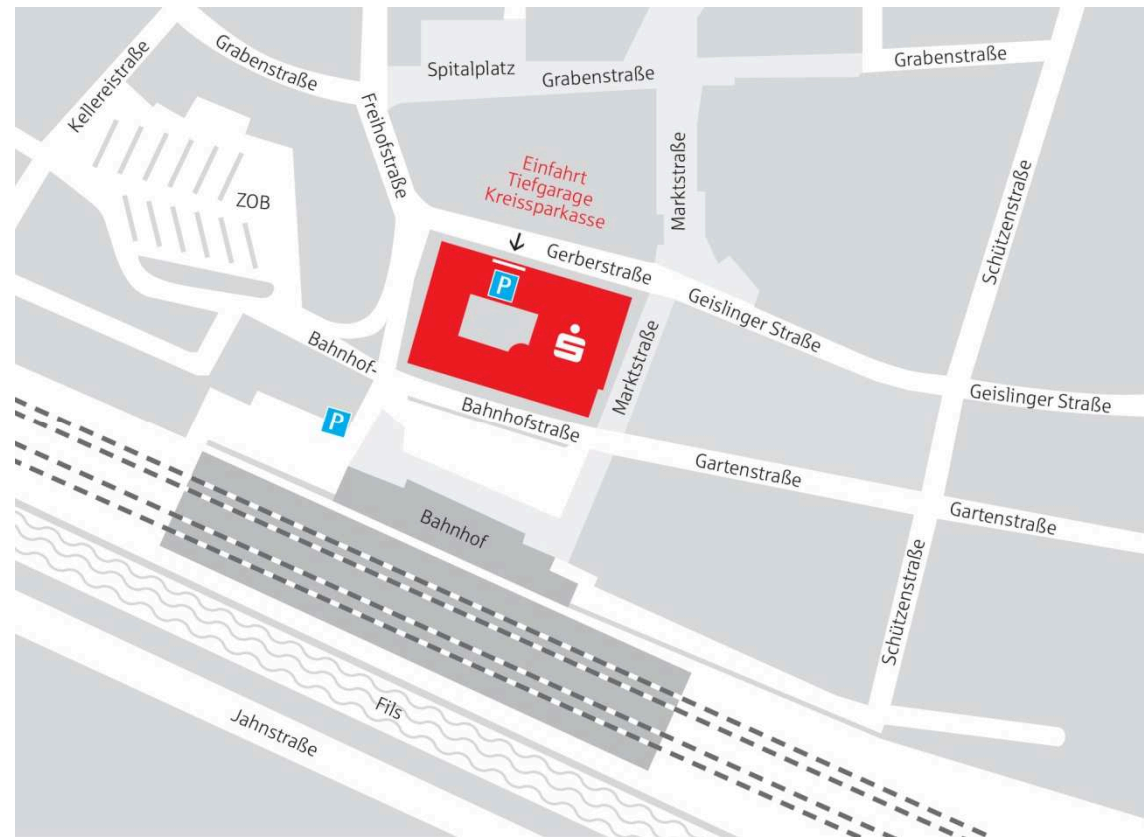 Grabenstraße
Kellereistraße
Spitalplatz
Grabenstraße
Grabenstraße
Freihofstraße
Einfahrt
Tiefgarage
Kreissparkasse
Marktstraße
Schützenstraße
ZOB
Gerberstraße
P
Geislinger Straße
Bahnhof-
Marktstraße
Geislinger Straße
P
Bahnhofstraße
Gartenstraße
Gartenstraße
Bahnhof
Schützenstraße
Fils
Jahnstraße